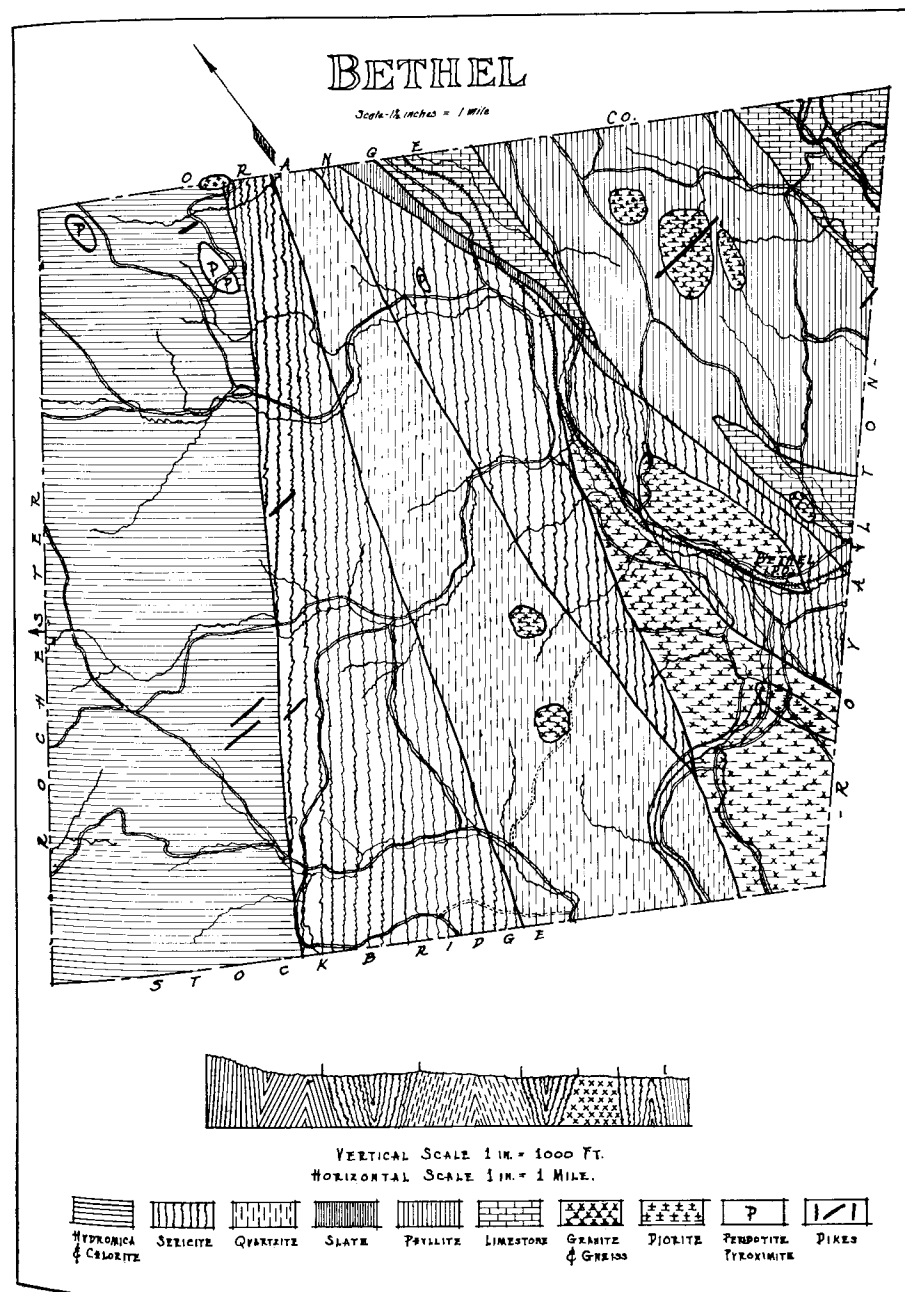 BETHEL
Scale-1½ inches = 1 Mile
ORANGE CO.
ROCHESTER
ROYALTON-
STOCKBRIDGE
P
P
P
P
BETHEL
VERTICAL SCALE 1 IN. = 1000 FT.
HORIZONTAL SCALE 1 IN. = 1 MILE.
P
HYDROMICA & CHLORITE
SERICITE
QUARTZITE
SLATE
PHYLLITE
LIMESTONE
GRANITE & GNEISS
DIORITE
PERIDOTITE PYROXINITE
DIKES